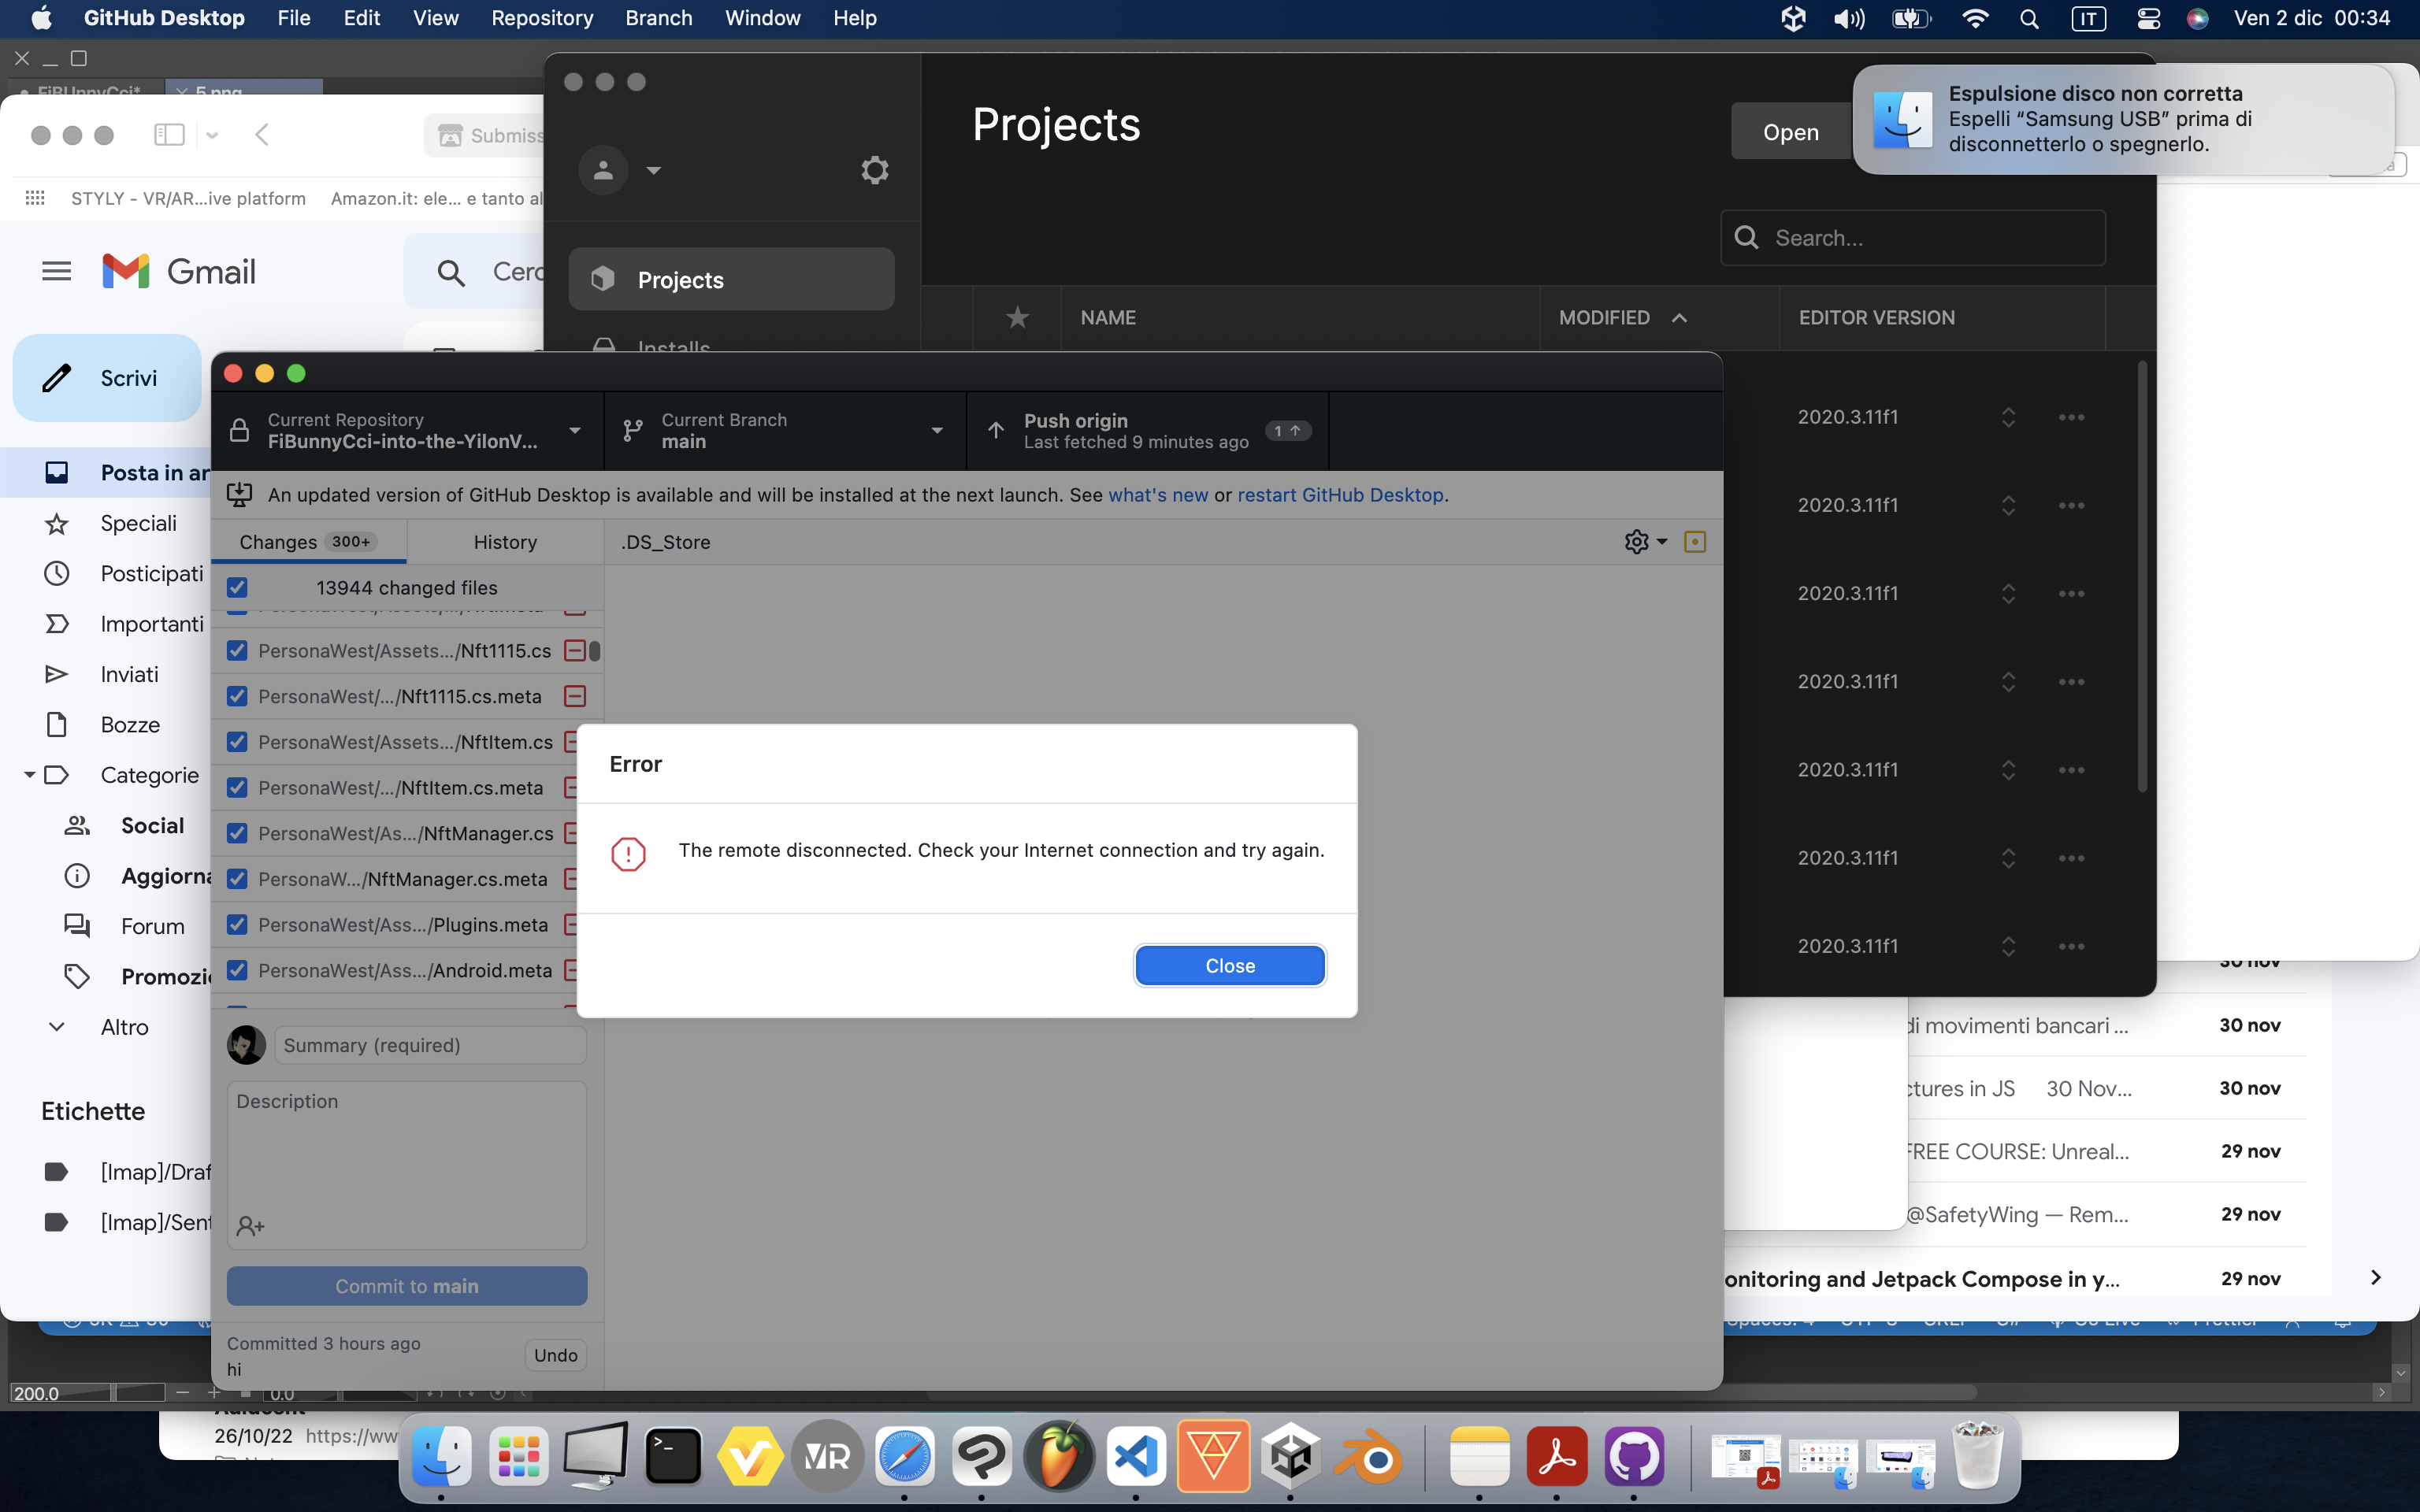 GitHub Desktop File Edit View Repository Branch Window Help
IT Ven 2 dic 00:34
FiBUnnyCci* 5.png
Submiss
STYLY - VR/AR...ive platform Amazon.it: ele... e tanto al
Gmail
Cerc
Scrivi
Posta in ar
Speciali
Posticipati
Importanti
Inviati
Bozze
Categorie
Social
Aggiorna
Forum
Promozio
Altro
Etichette
[Imap]/Draf
[Imap]/Sent
Projects
Open
Espulsione disco non corretta
Espelli “Samsung USB” prima di
disconnetterlo o spegnerlo.
Search...
Projects
Installs
NAME MODIFIED EDITOR VERSION
2020.3.11f1
2020.3.11f1
2020.3.11f1
2020.3.11f1
2020.3.11f1
2020.3.11f1
2020.3.11f1
Current Repository
FiBunnyCci-into-the-YilonV...
Current Branch
main
Push origin
Last fetched 9 minutes ago
1
An updated version of GitHub Desktop is available and will be installed at the next launch. See what's new or restart GitHub Desktop.
Changes 300+ History .DS_Store
13944 changed files
PersonaWest/Assets.../Nft1115.cs
PersonaWest/.../Nft1115.cs.meta
PersonaWest/Assets.../NftItem.cs
PersonaWest/.../NftItem.cs.meta
PersonaWest/As.../NftManager.cs
PersonaW.../NftManager.cs.meta
PersonaWest/Ass.../Plugins.meta
PersonaWest/Ass.../Android.meta
Error
The remote disconnected. Check your Internet connection and try again.
Close
Summary (required)
Description
Commit to main
Committed 3 hours ago
hi
Undo
30 nov
di movimenti bancari ... 30 nov
ctures in JS 30 Nov... 30 nov
FREE COURSE: Unreal... 29 nov
@SafetyWing — Rem... 29 nov
onitoring and Jetpack Compose in y... 29 nov
200.0 0.0
26/10/22 https://ww
VR